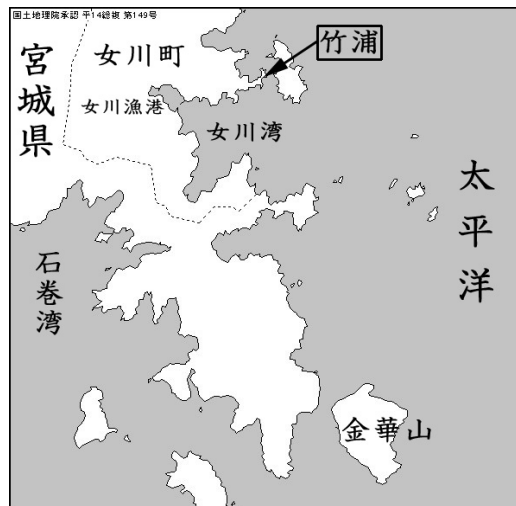 国土地理院承認 平14総複 第149号
宮城県
女川町
竹浦
女川漁港
女川湾
太平洋
石巻湾
金華山